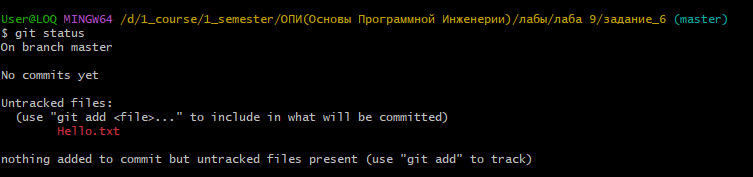 User@LOQ MINGW64 /d/1_course/1_semester/ОПИ(Основы Программной Инженерии)/лабы/лаба 9/задание_6 (master)
$ git status
On branch master

No commits yet

Untracked files:
  (use "git add <file>..." to include in what will be committed)
        Hello.txt

nothing added to commit but untracked files present (use "git add" to track)